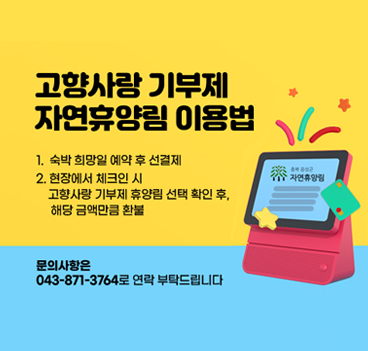 고향사랑 기부제
자연휴양림 이용법
1. 숙박 희망일 예약 후 선결제
2. 현장에서 체크인 시
고향사랑 기부제 휴양림 선택 확인 후,
해당 금액만큼 환불
충북 음성군
자연휴양림
문의사항은
043-871-3764로 연락 부탁드립니다